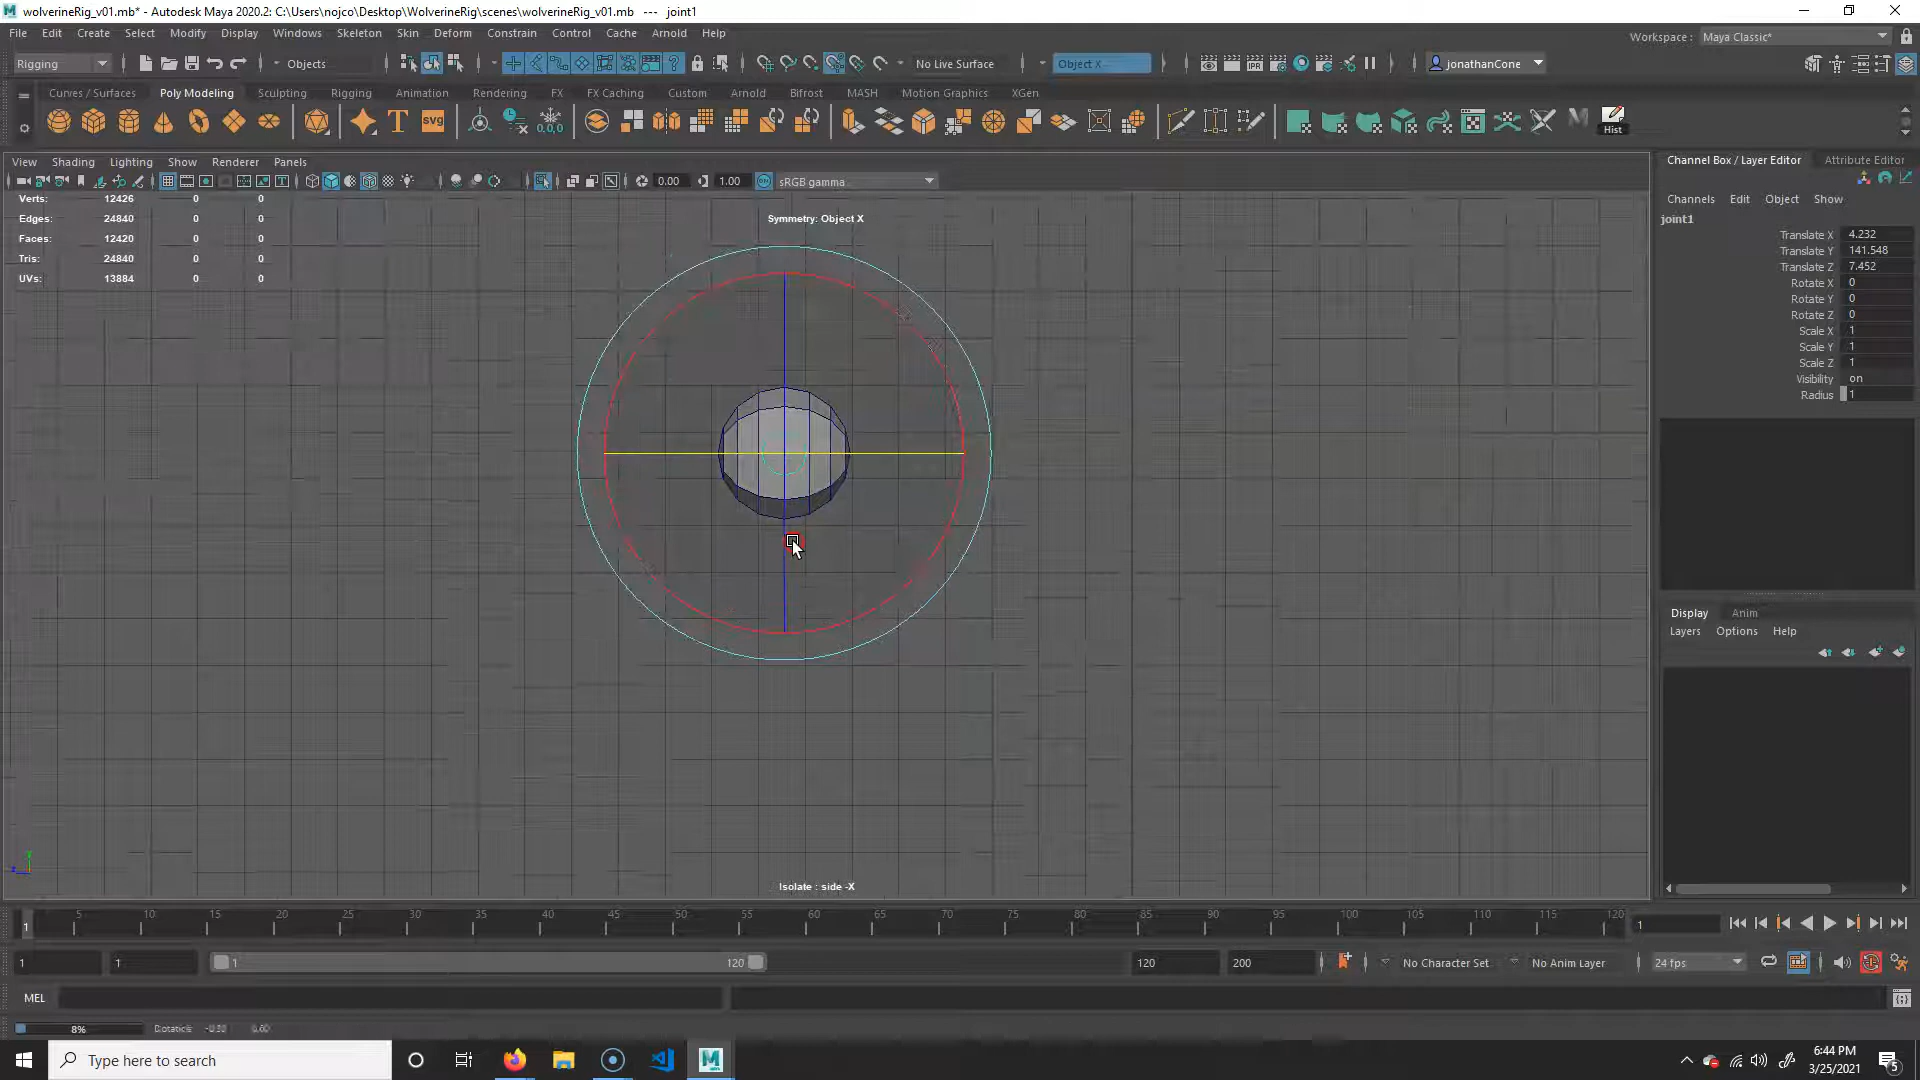 wolverineRig_v01.mb* - Autodesk Maya 2020.2: C:\Users\nojco\Desktop\WolverineRig\scenes\wolverineRig_v01.mb --- joint1
File Edit Create Select Modify Display Windows Skeleton Skin Deform Constrain Control Cache Arnold Help
Workspace : Maya Classic*
Rigging Objects No Live Surface Object X jonathanCone
Curves / Surfaces Poly Modeling Sculpting Rigging Animation Rendering FX FX Caching Custom Arnold Bifrost MASH Motion Graphics XGen
T svg 0,0,0 Hist
View Shading Lighting Show Renderer Panels
0.00 1.00 sRGB gamma
Channel Box / Layer Editor Attribute Editor
Channels Edit Object Show
joint1
Translate X 4.232
Translate Y 141.548
Translate Z 7.452
Rotate X 0
Rotate Y 0
Rotate Z 0
Scale X 1
Scale Y 1
Scale Z 1
Visibility on
Radius 1
Verts: 12426 0 0
Edges: 24840 0 0
Faces: 12420 0 0
Tris: 24840 0 0
UVs: 13884 0 0
Symmetry: Object X
Isolate : side -X
Display Anim
Layers Options Help
5 10 15 20 25 30 35 40 45 50 55 60 65 70 75 80 85 90 95 100 105 110 115 120
1 1
1 1 1 120 120 200 No Character Set No Anim Layer 24 fps
MEL
8%
Type here to search
6:44 PM
3/25/2021
5